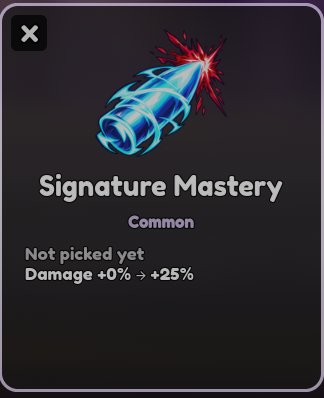 Signature Mastery
Common
Not picked yet
Damage +0% → +25%